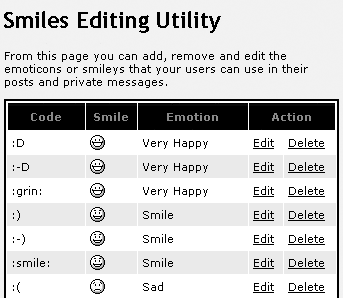 Smiles Editing Utility
From this page you can add, remove and edit the
emoticons or smileys that your users can use in their
posts and private messages.
Code Smile Emotion Action
:D Very Happy Edit Delete
:-D Very Happy Edit Delete
:grin: Very Happy Edit Delete
:) Smile Edit Delete
:-) Smile Edit Delete
:smile: Smile Edit Delete
:( Sad Edit Delete